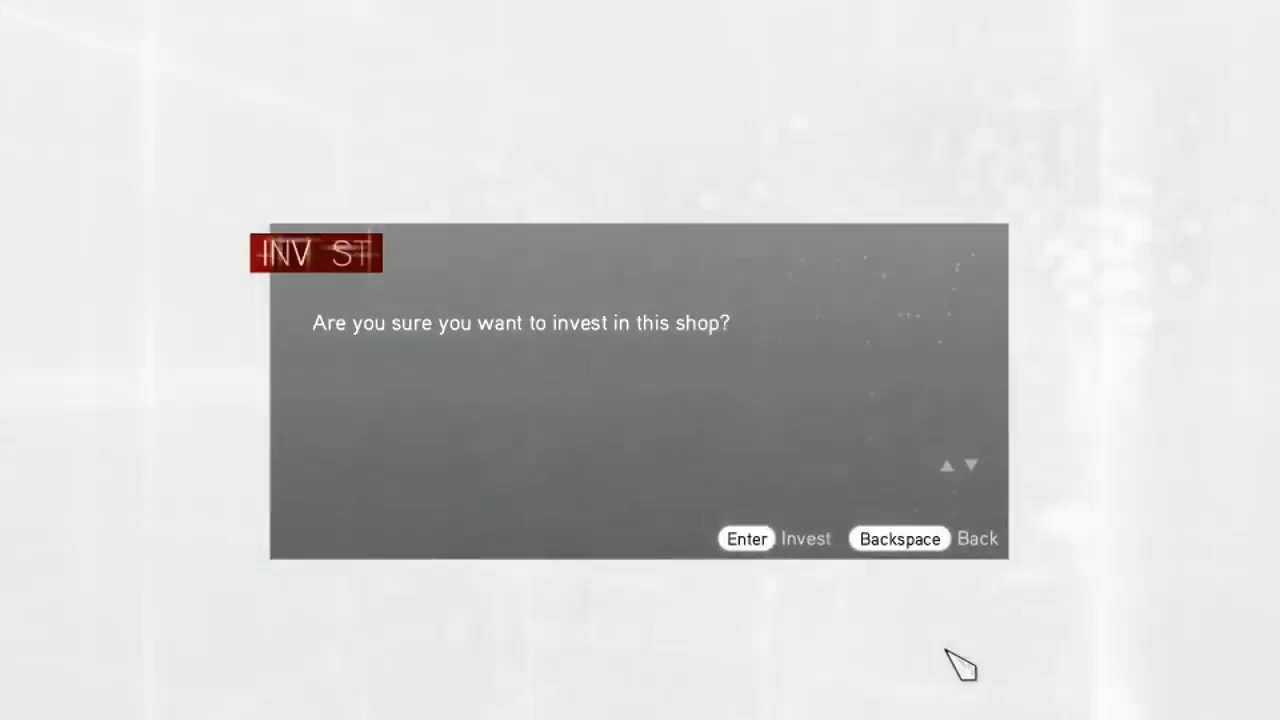 INV ST
Are you sure you want to invest in this shop?
Enter Invest Backspace Back